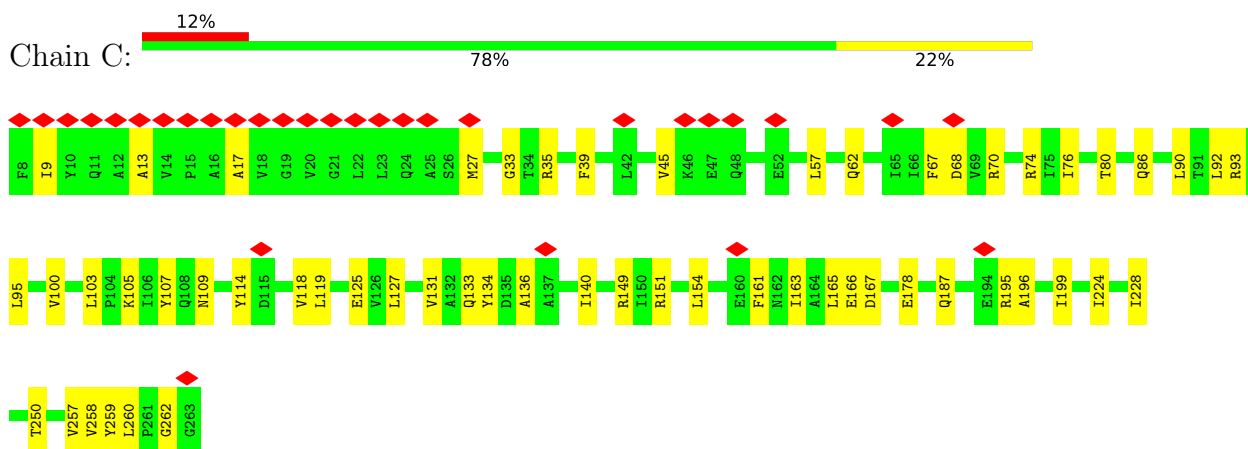 12%
Chain C:
78% 22%
F8 I9 Y10 Q11 A12 A13 V14 P15 A16 A17 V18 G19 V20 G21 L22 L23 Q24 A25 S26 M27 G33 T34 R35 F39 L42 V45 K46 E47 Q48 E52 L57 Q62 I65 I66 F67 D68 V69 R70 R74 I75 I76 T80 Q86 L90 T91 L92 R93
L95 V100 L103 P104 K105 I106 Y107 Q108 N109 Y114 D115 V118 L119 E125 V126 L127 V131 A132 Q133 Y134 D135 A136 A137 I140 R149 I150 R151 L154 E160 F161 N162 I163 A164 L165 E166 D167 E178 Q187 E194 R195 A196 I199 I224 I228
T250 V257 V258 Y259 L260 P261 G262 G263